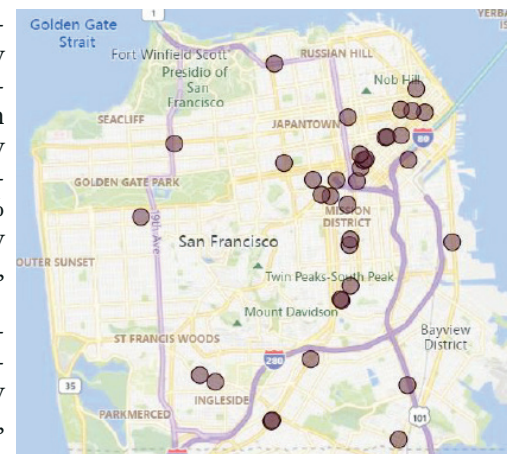 Golden Gate
Strait
1
YERBA
IS
Fort Winfield Scott
RUSSIAN HILL
Presidio of
San
Francisco
Nob Hill
SEACLIFF
JAPANTOWN
80
GOLDEN GATE PARK
MISSION
DISTRICT
19th Ave
San Francisco
OUTER SUNSET
Twin Peaks-South Peak
Mount Davidson
Bayview
District
ST FRANCIS WOODS
280
35
INGLESIDE
PARKMERCED
101